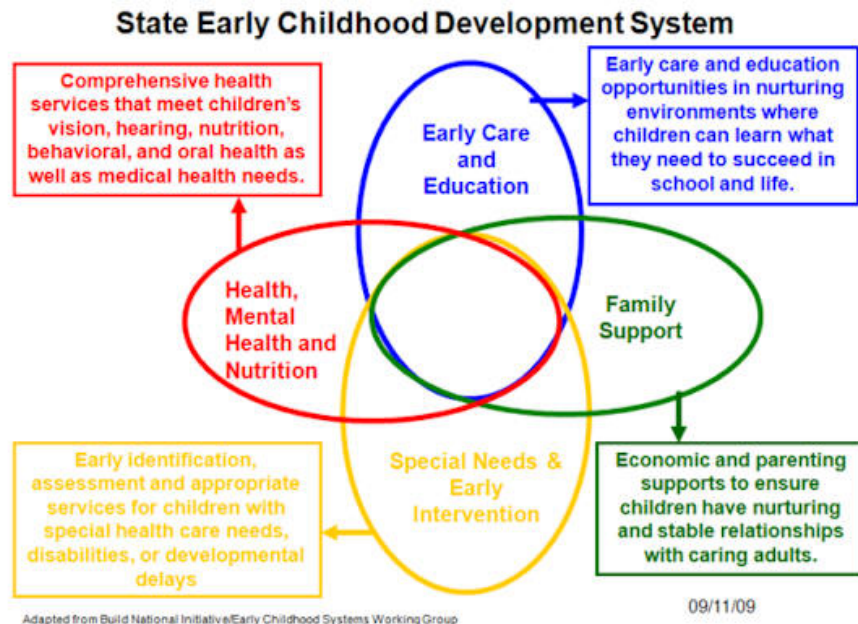 State Early Childhood Development System
Comprehensive health
services that meet children's
vision, hearing, nutrition,
behavioral, and oral health as
well as medical health needs.
Early care and education
opportunities in nurturing
environments where
children can learn what
they need to succeed in
school and life.
Early Care
and
Education
Health,
Mental
Health and
Nutrition
Family
Support
Special Needs &
Early
Intervention
Early identification,
assessment and appropriate
services for children with
special health care needs,
disabilities, or developmental
delays
Economic and parenting
supports to ensure
children have nurturing
and stable relationships
with caring adults.
09/11/09
Adapted from Build National Initiative/Early Childhood Systems Working Group